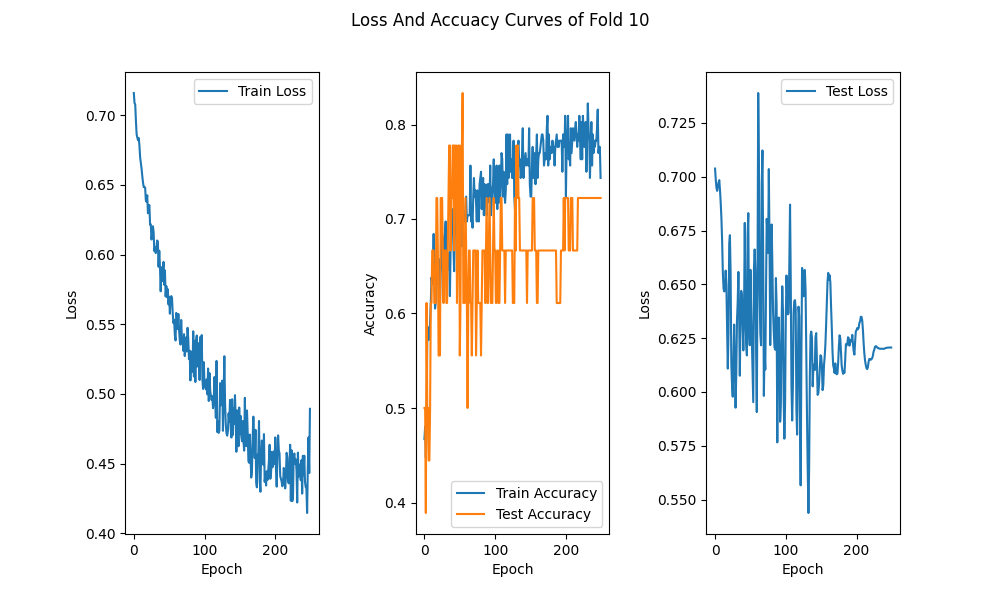 Loss And Accuacy Curves of Fold 10
Train Loss
0.70
0.65
0.60
0.55
0.50
0.45
0.40
Loss
0
100
200
Epoch
0.8
0.7
0.6
0.5
0.4
Accuracy
Train Accuracy
Test Accuracy
0
100
200
Epoch
Test Loss
0.725
0.700
0.675
0.650
0.625
0.600
0.575
0.550
Loss
0
100
200
Epoch